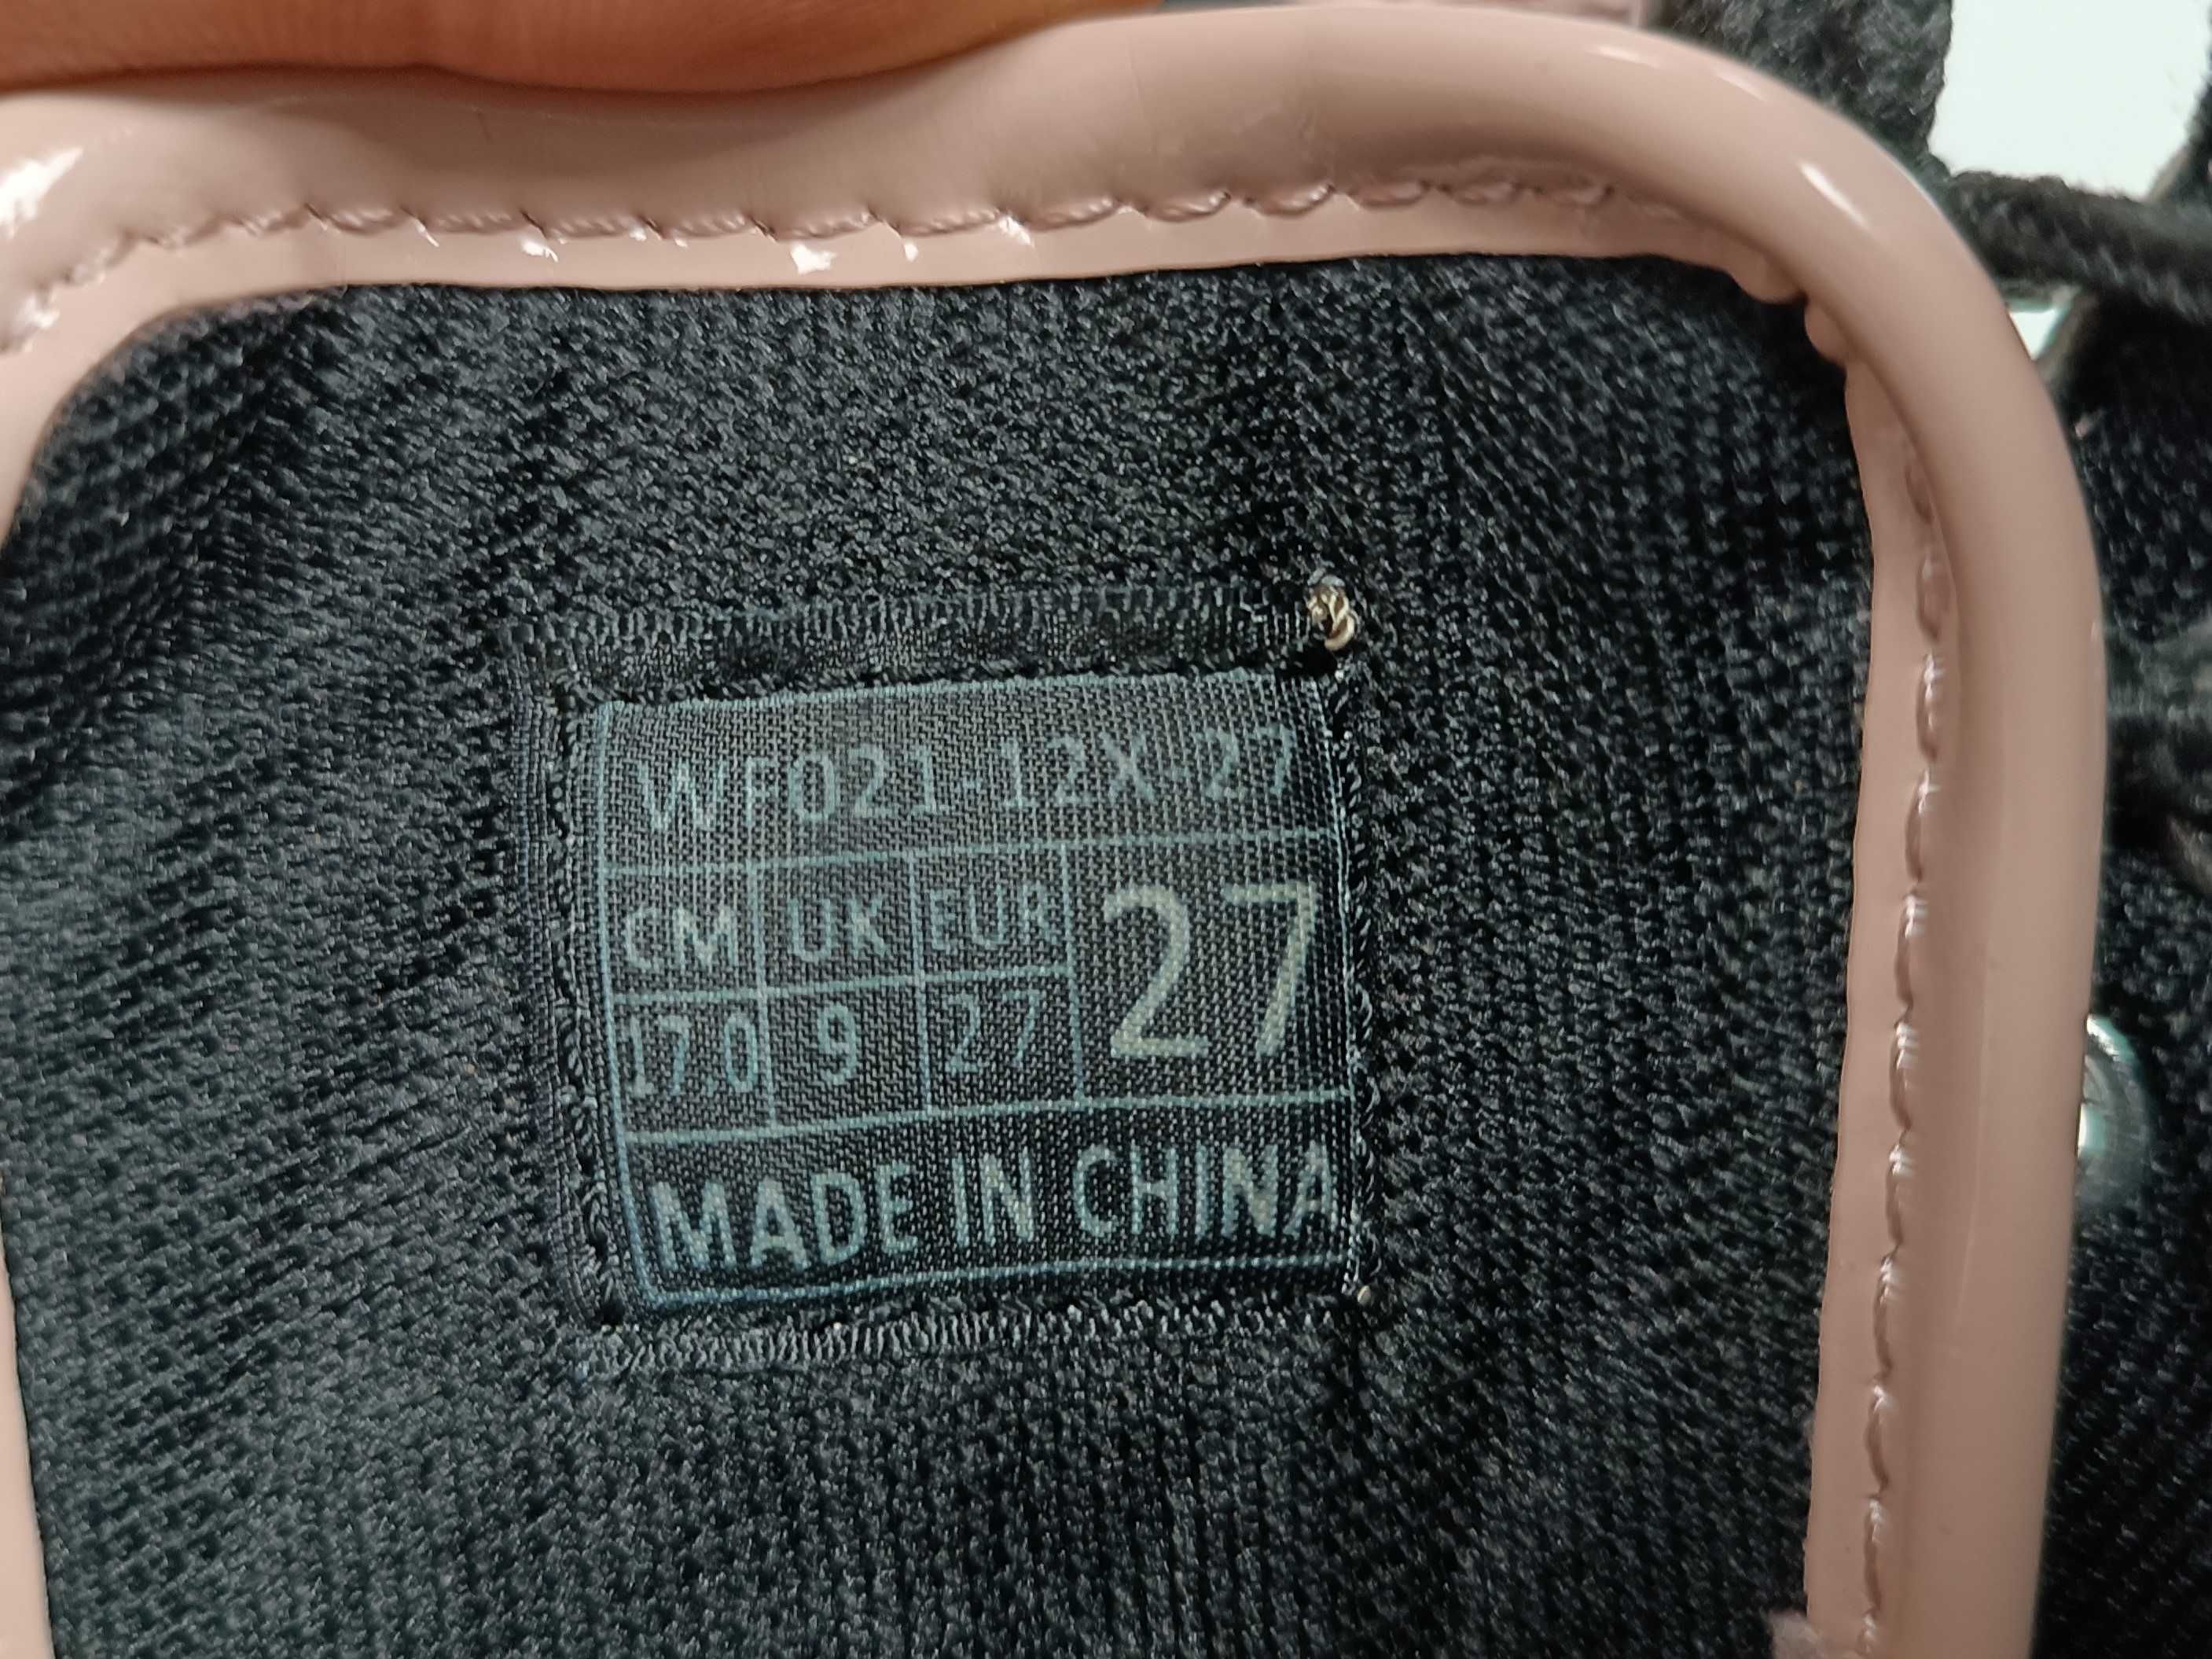 WF021-12X-27
CM UK EUR 27
17.0 9 27
MADE IN CHINA